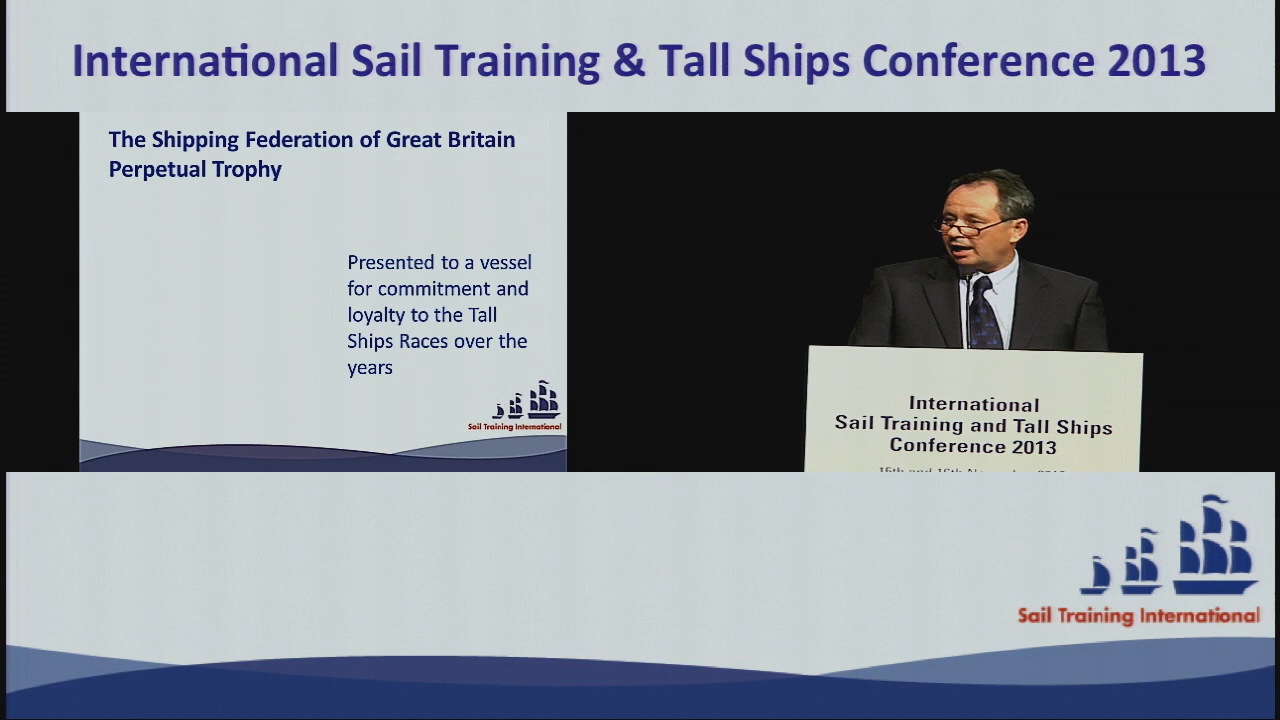 International Sail Training & Tall Ships Conference 2013
The Shipping Federation of Great Britain
Perpetual Trophy
Presented to a vessel
for commitment and
loyalty to the Tall
Ships Races over the
years
Sail Training International
International
Sail Training and Tall Ships
Conference 2013
Sail Training International